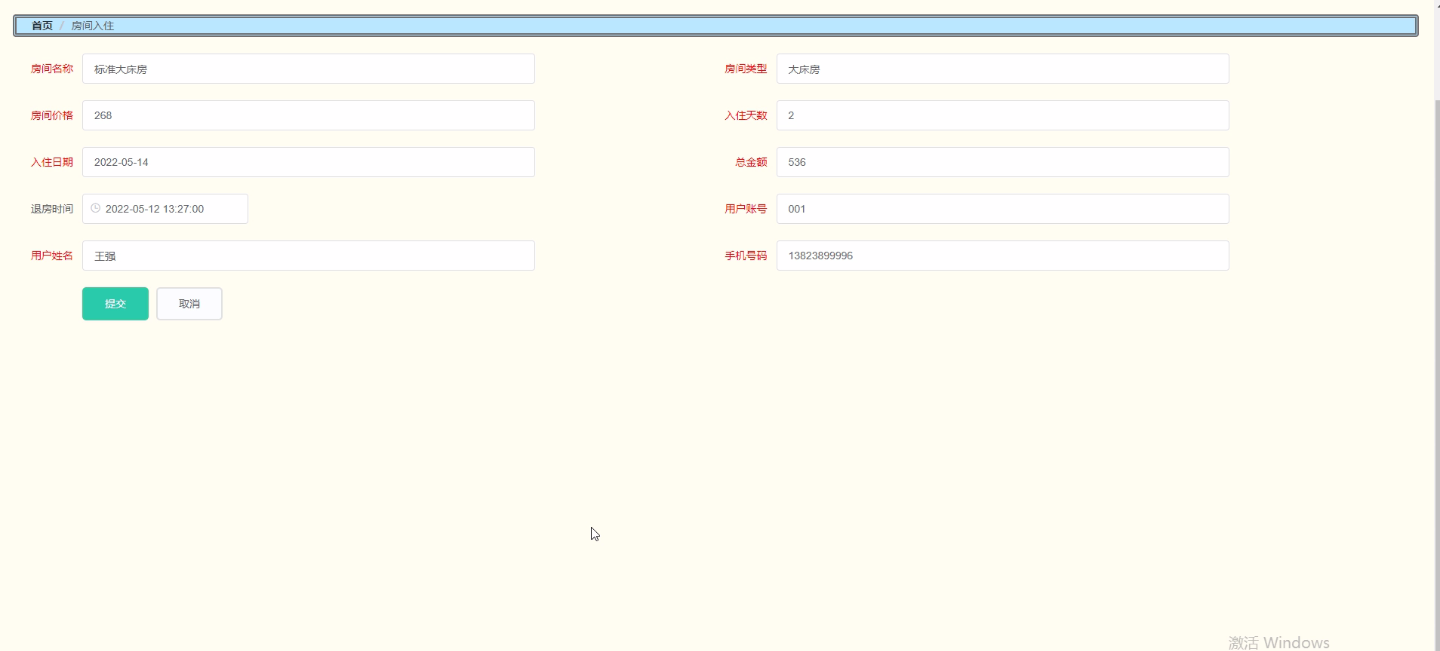 首页 / 房间入住
房间名称 标准大床房 房间类型 大床房
房间价格 268 入住天数 2
入住日期 2022-05-14 总金额 536
退房时间 2022-05-12 13:27:00 用户账号 001
用户姓名 王强 手机号码 13823899996
提交 取消
激活 Windows